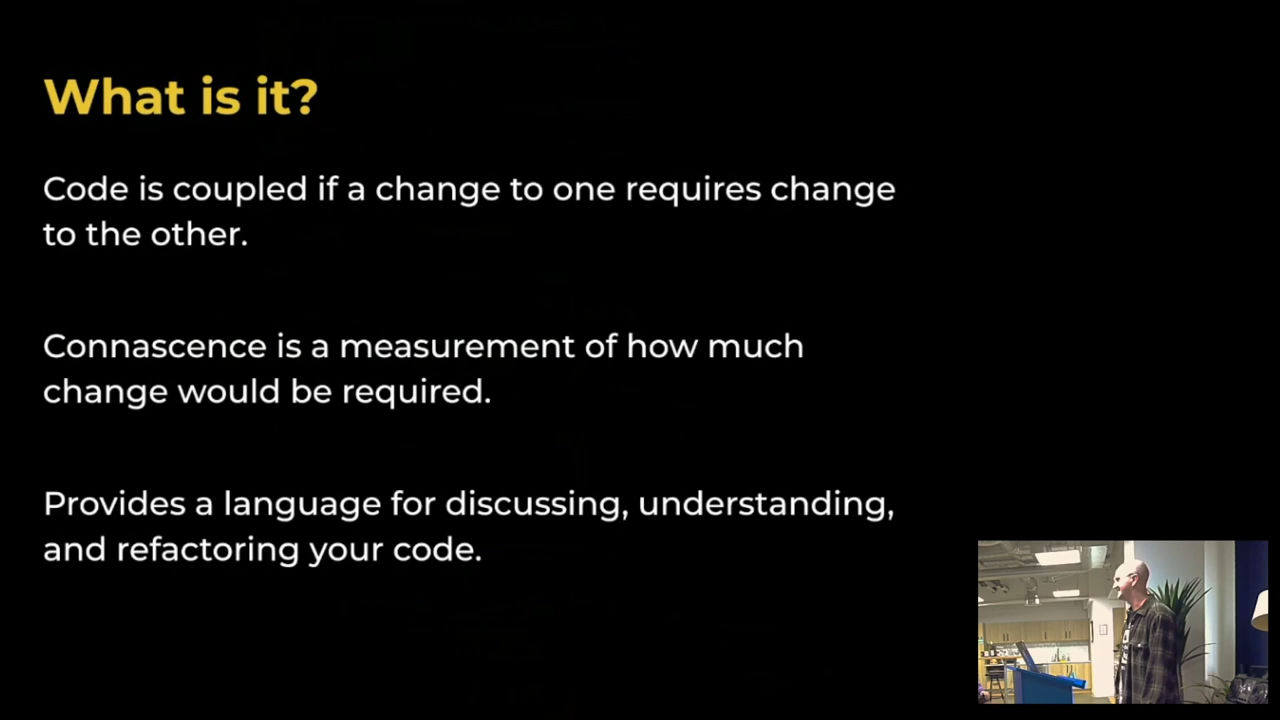 What is it?
Code is coupled if a change to one requires change
to the other.
Connascence is a measurement of how much
change would be required.
Provides a language for discussing, understanding,
and refactoring your code.